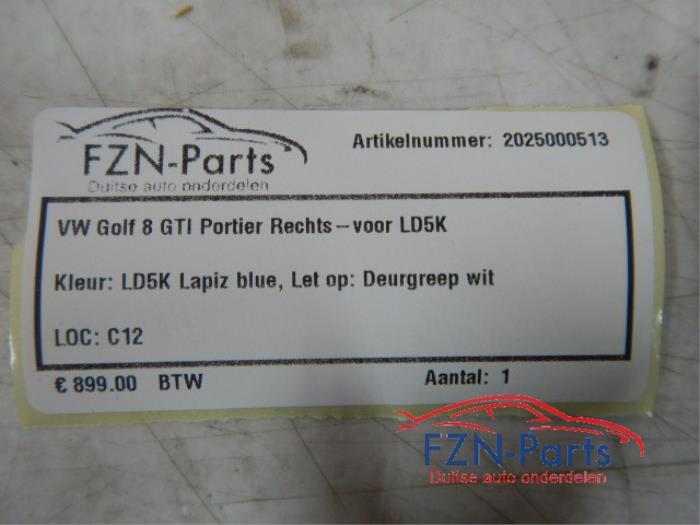 FZN-Parts
Duitse auto onderdelen
Artikelnummer: 2025000513
VW Golf 8 GTI Portier Rechts-voor LD5K
Kleur: LD5K Lapiz blue, Let op: Deurgreep wit
LOC: C12
€ 899.00 BTW
Aantal: 1
FZN-Parts
Duitse auto onderdelen